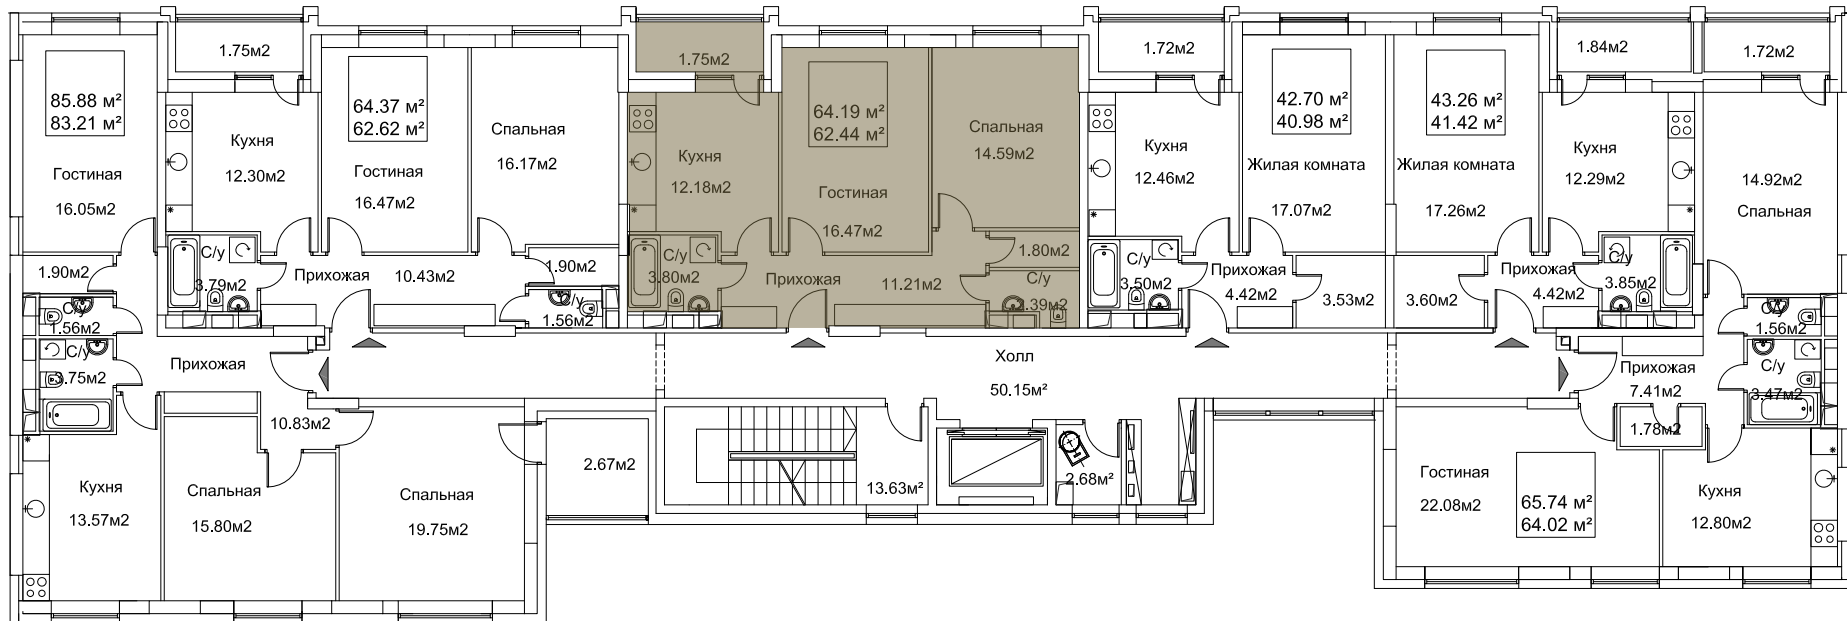 1.75м2
1.75м2
1.72м2
1.84м2
1.72м2
85.88 м²
83.21 м²
64.37 м²
62.62 м²
64.19 м²
62.44 м²
42.70 м²
40.98 м²
43.26 м²
41.42 м²
Гостиная
16.05м2
Кухня
12.30м2
Гостиная
16.47м2
Спальная
16.17м2
Кухня
12.18м2
Гостиная
16.47м2
Спальная
14.59м2
Кухня
12.46м2
Жилая комната
17.07м2
Жилая комната
17.26м2
Кухня
12.29м2
14.92м2
Спальная
1.90м2
С/у
3.79м2
Прихожая
10.43м2
1.90м2
С/у
1.56м2
С/у
3.80м2
Прихожая
11.21м2
1.80м2
С/у
.39м2
С/у
3.50м2
Прихожая
4.42м2
3.53м2
3.60м2
Прихожая
4.42м2
С/у
3.85м2
С/у
1.56м2
С/у
1.56м2
С/у
.75м2
Прихожая
10.83м2
Холл
50.15м²
Прихожая
7.41м2
С/у
3.47м2
1.78м2
Кухня
13.57м2
Спальная
15.80м2
Спальная
19.75м2
2.67м2
13.63м²
2.68м²
Гостиная
22.08м2
65.74 м²
64.02 м²
Кухня
12.80м2